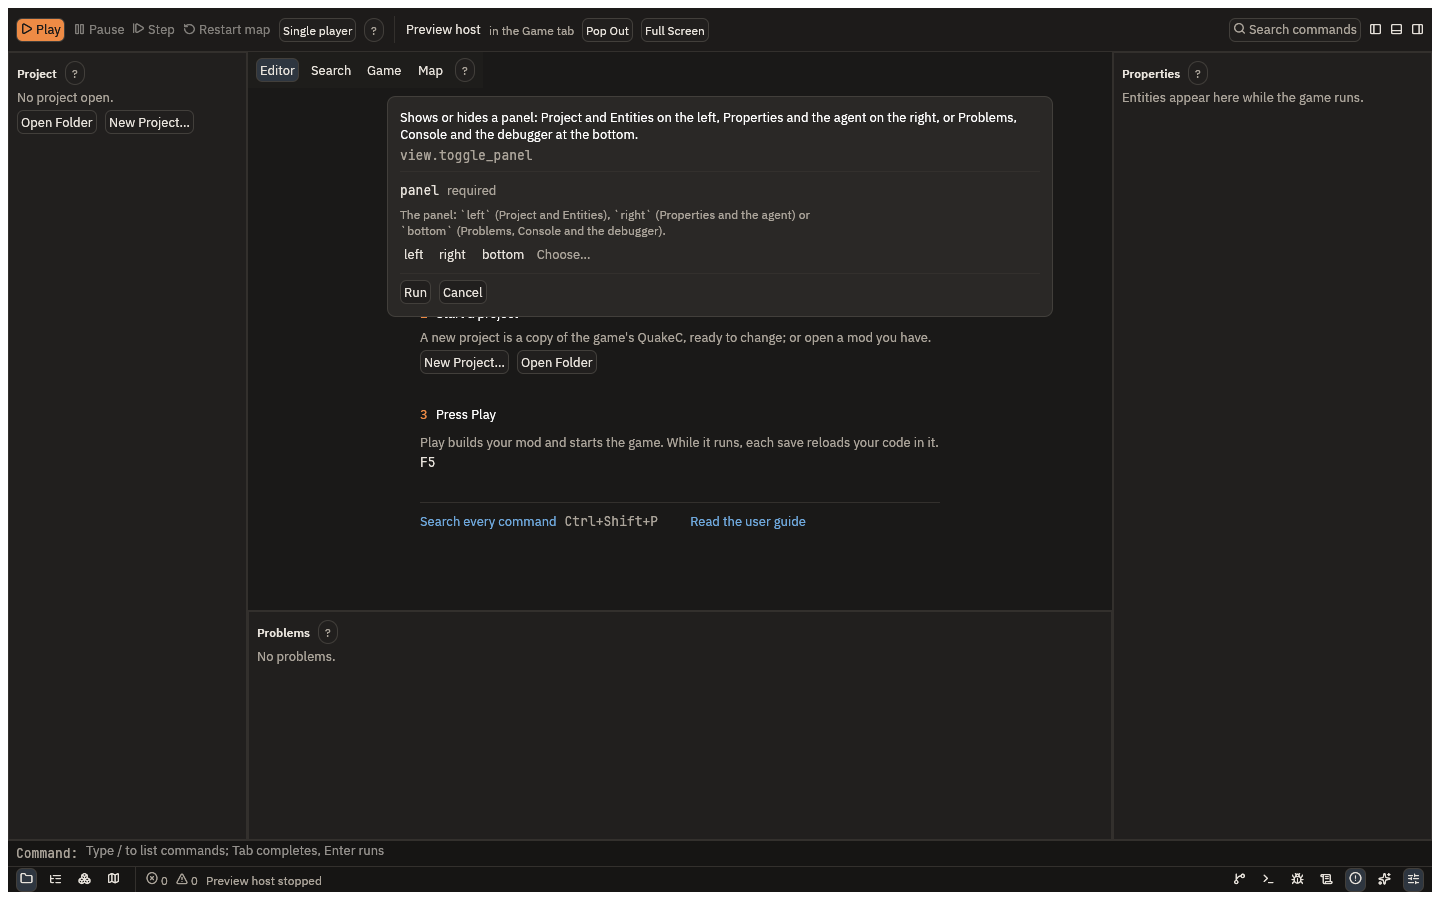 Play Pause Step Restart map Single player ? Preview host in the Game tab Pop Out Full Screen Search commands
Project ?
No project open.
Open Folder New Project...
Editor Search Game Map ?
Properties ?
Entities appear here while the game runs.
Shows or hides a panel: Project and Entities on the left, Properties and the agent on the right, or Problems,
Console and the debugger at the bottom.
view.toggle_panel
panel required
The panel: `left` (Project and Entities), `right` (Properties and the agent) or
`bottom` (Problems, Console and the debugger).
left right bottom Choose...
Run Cancel
A new project is a copy of the game's QuakeC, ready to change; or open a mod you have.
New Project... Open Folder
3 Press Play
Play builds your mod and starts the game. While it runs, each save reloads your code in it.
F5
Search every command Ctrl+Shift+P Read the user guide
Problems ?
No problems.
Command: Type / to list commands; Tab completes, Enter runs
0 0 Preview host stopped